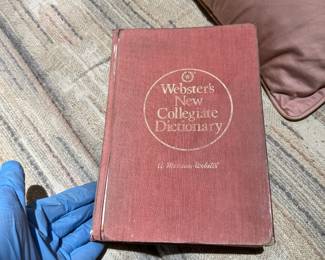 W
Webster's
New
Collegiate
Dictionary
a Merriam-Webster